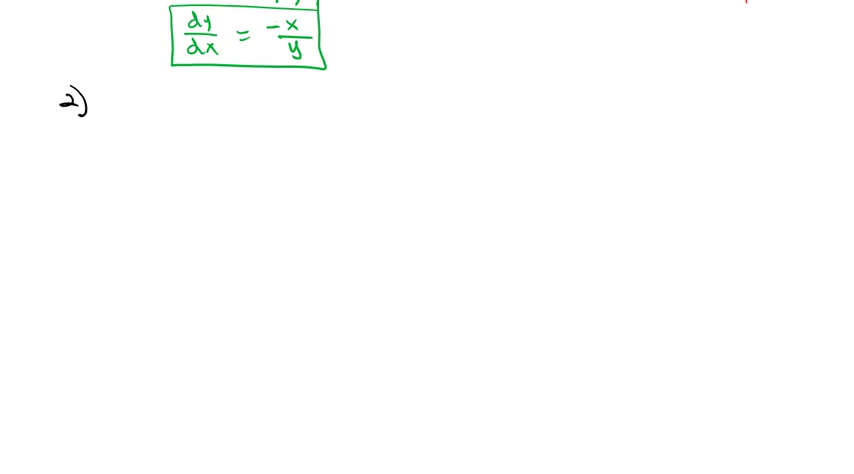 dy/dx = -x/y
2)